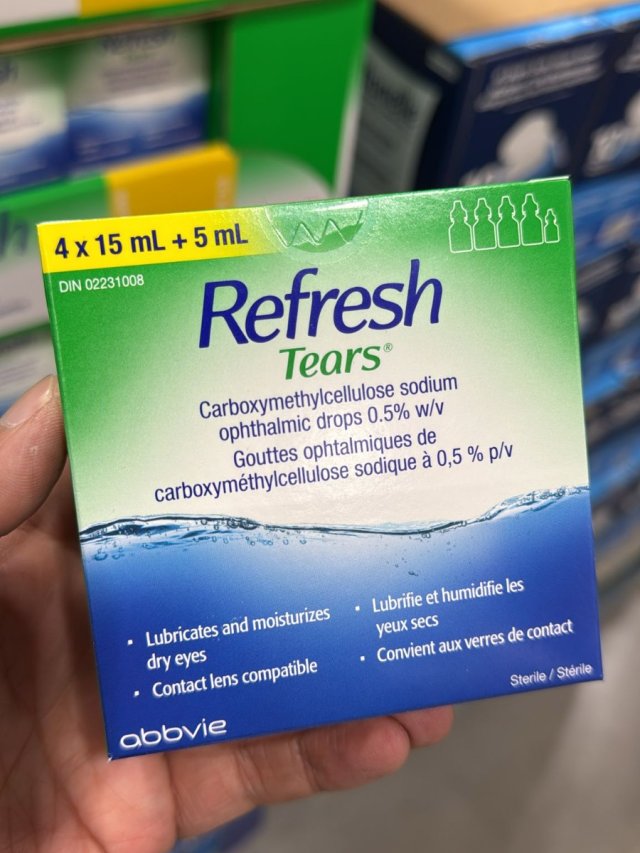 Refresh
4 x 15 mL + 5 mL
DIN 02231008
Refresh
Tears®
Carboxymethylcellulose sodium
ophthalmic drops 0.5% w/v
Gouttes ophtalmiques de
carboxyméthylcellulose sodique à 0,5 % p/v
• Lubricates and moisturizes
dry eyes
• Contact lens compatible
• Lubrifie et humidifie les
yeux secs
• Convient aux verres de contact
Sterile / Stérile
abbvie